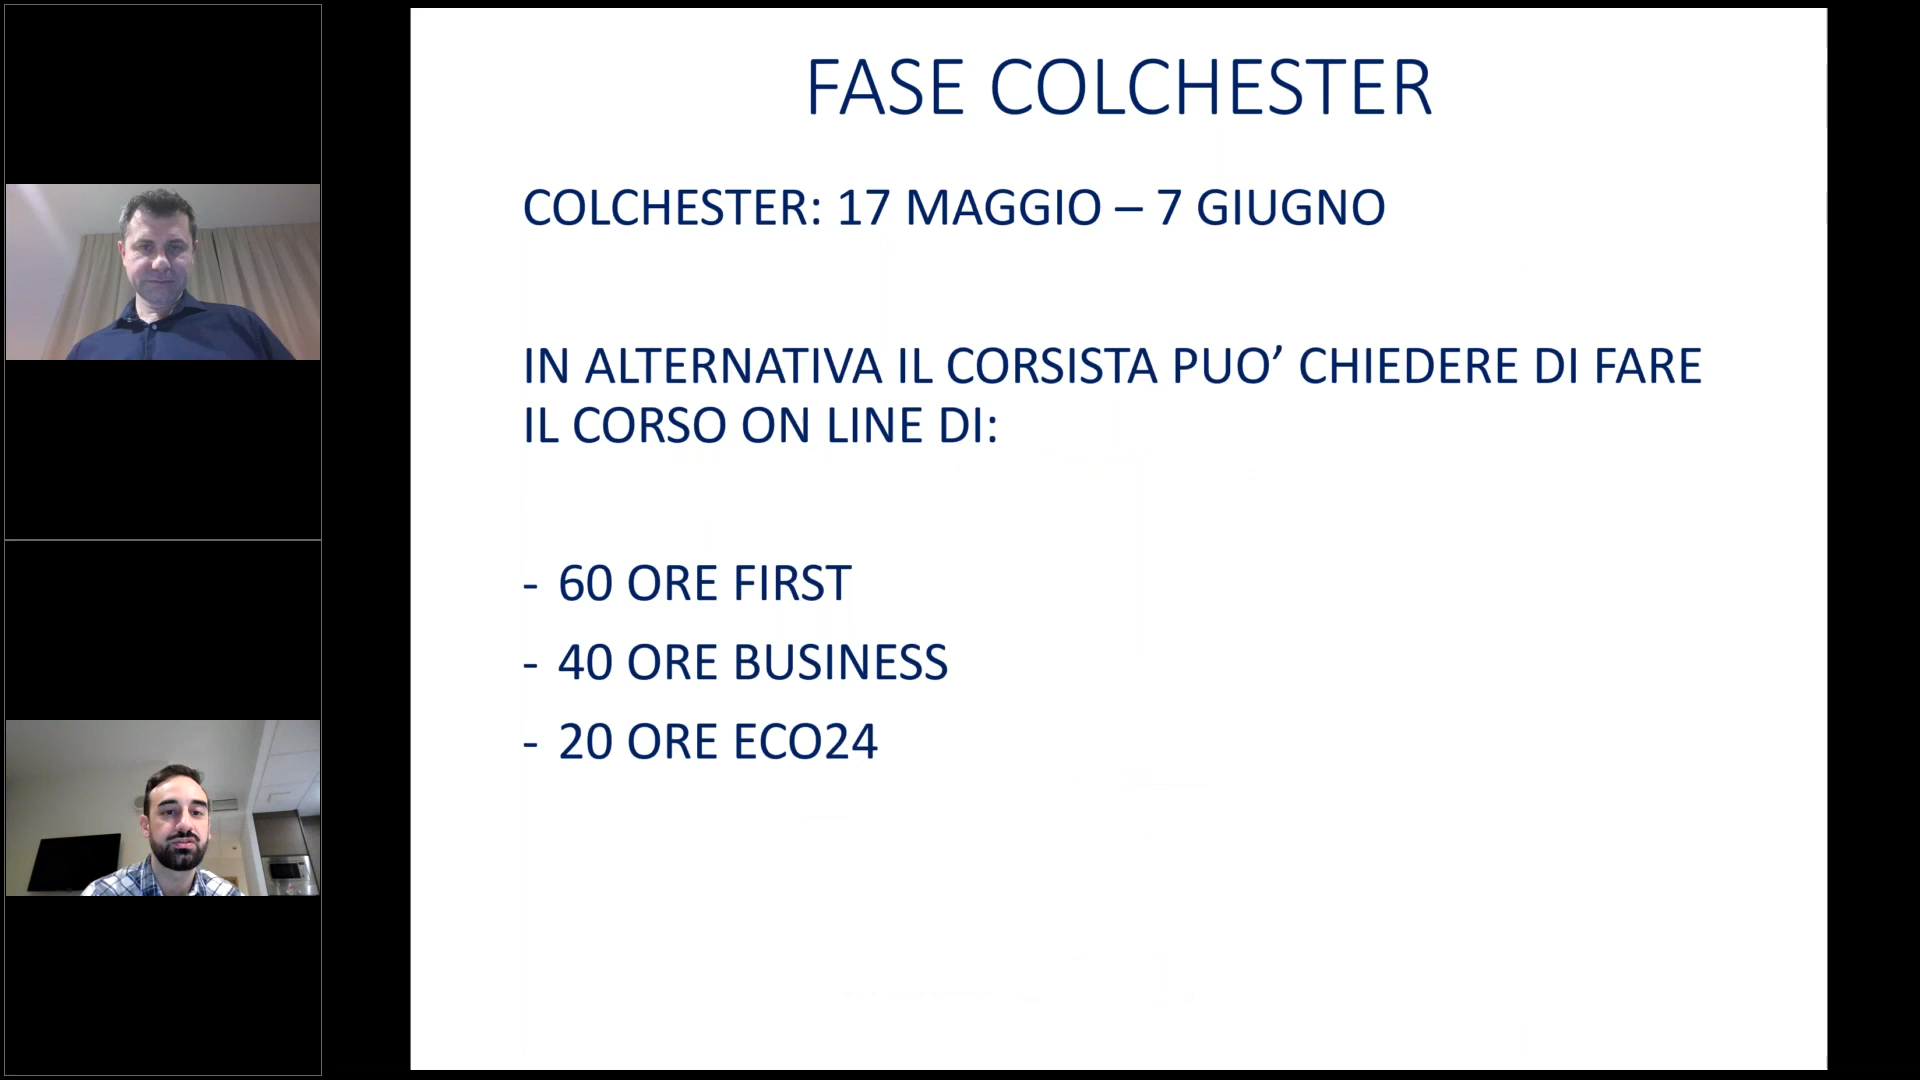 FASE COLCHESTER
COLCHESTER: 17 MAGGIO – 7 GIUGNO
IN ALTERNATIVA IL CORSISTA PUO’ CHIEDERE DI FARE
IL CORSO ON LINE DI:
- 60 ORE FIRST
- 40 ORE BUSINESS
- 20 ORE ECO24